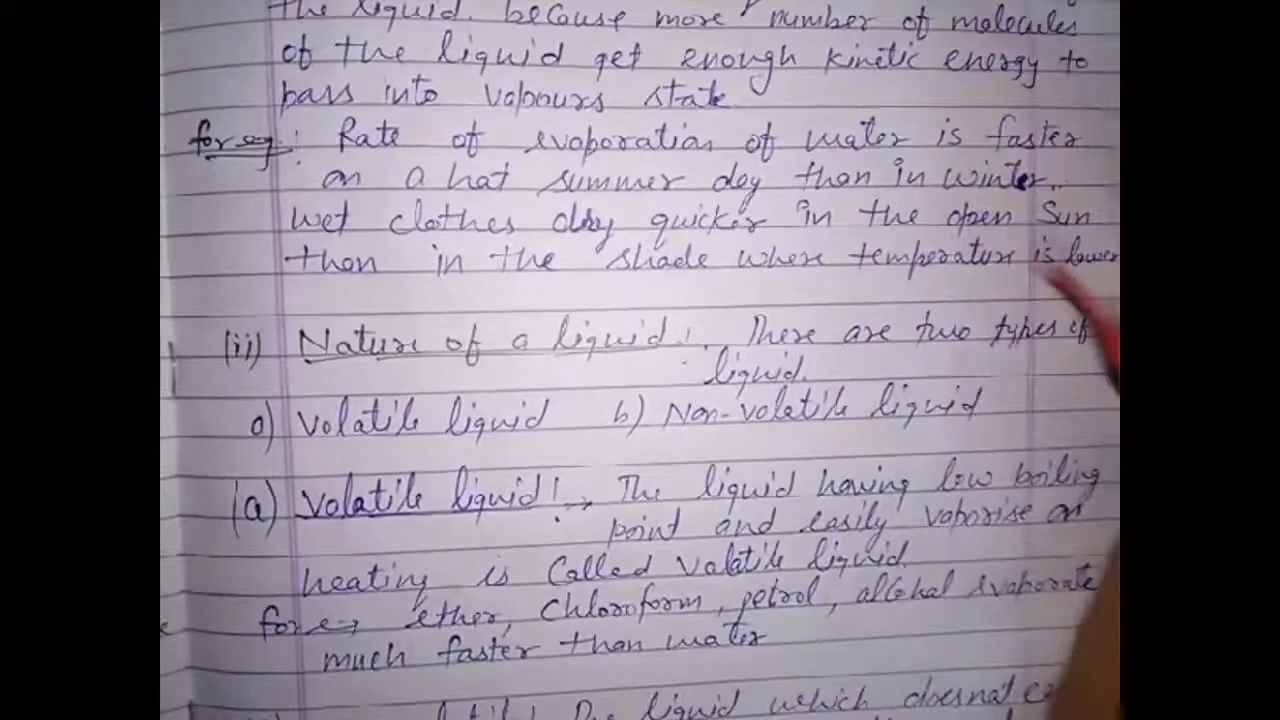 the liquid. because more number of molecules
of the liquid get enough kinetic energy to
pass into vapours state
for eg: Rate of evaporation of water is faster
on a hot summer day than in winter.
Wet clothes dry quicker in the open Sun
than in the shade where temperature is lower
(ii) Nature of a liquid: There are two types of
liquid.
a) Volatile liquid b) Non-volatile liquid
(a) Volatile liquid:→ The liquid having low boiling
point and easily vaporise on
heating is called volatile liquid.
for e→ ether, Chloroform, petrol, alcohal evaporate
much faster than water
The liquid which doesnot